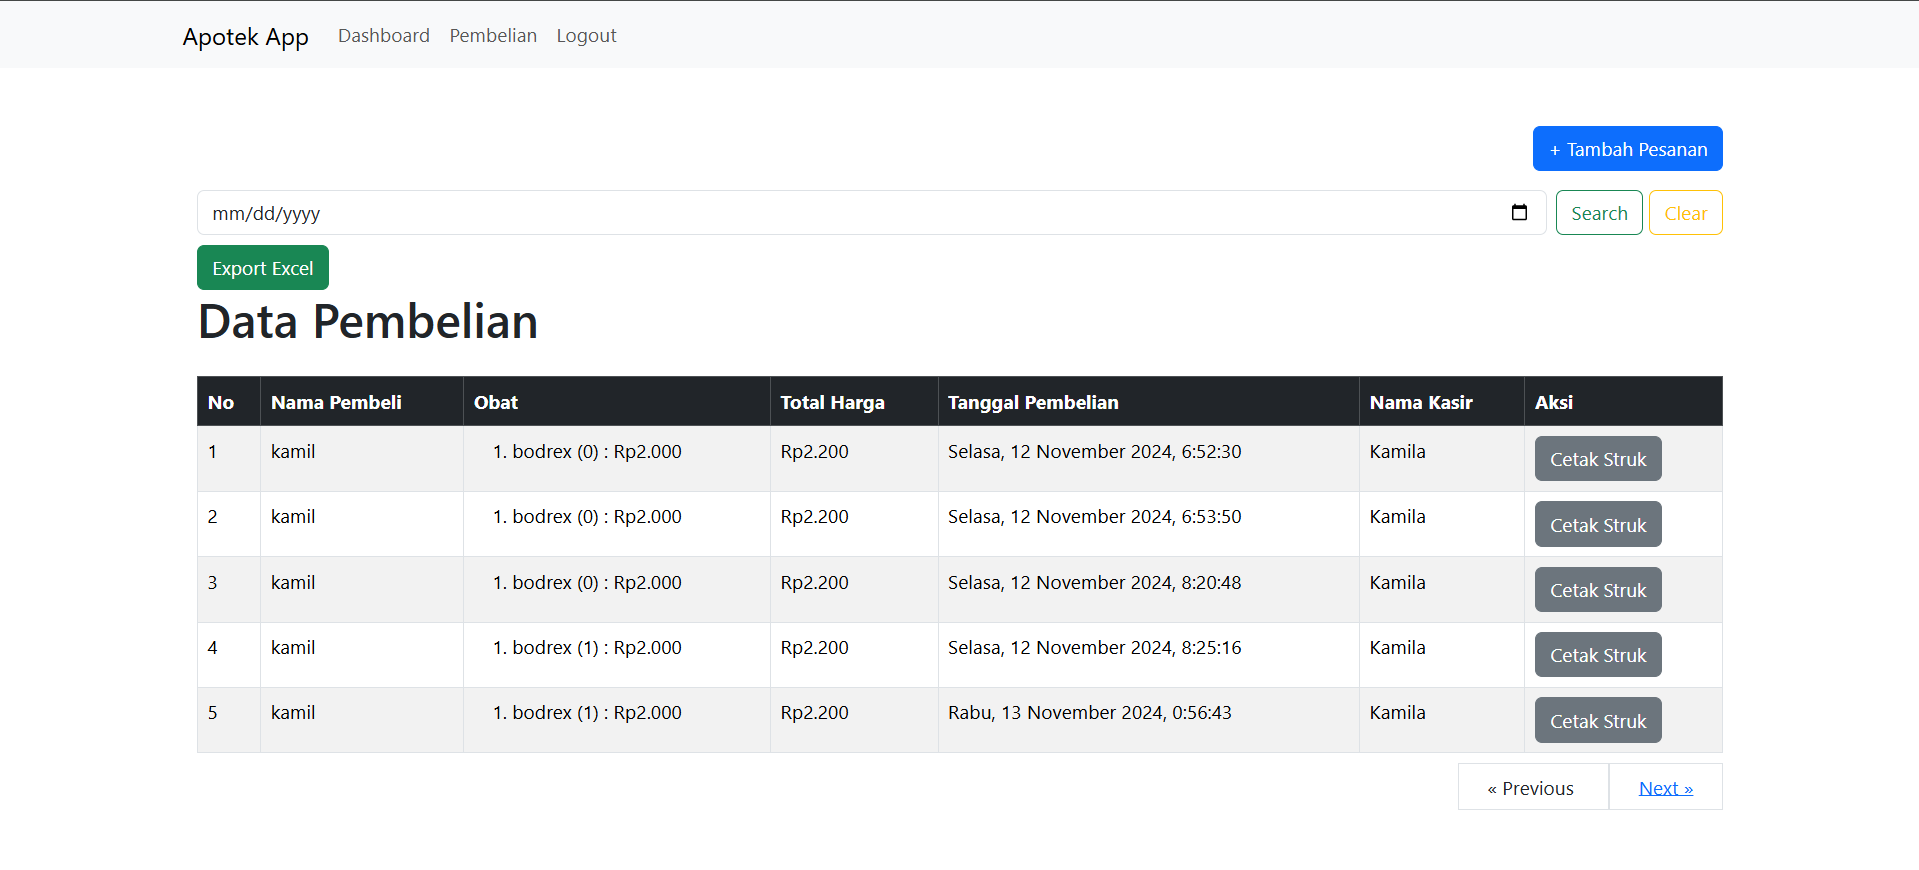 Apotek App Dashboard Pembelian Logout
+ Tambah Pesanan
mm/dd/yyyy Search Clear
Export Excel
Data Pembelian
No Nama Pembeli Obat Total Harga Tanggal Pembelian Nama Kasir Aksi
1 kamil 1. bodrex (0) : Rp2.000 Rp2.200 Selasa, 12 November 2024, 6:52:30 Kamila Cetak Struk
2 kamil 1. bodrex (0) : Rp2.000 Rp2.200 Selasa, 12 November 2024, 6:53:50 Kamila Cetak Struk
3 kamil 1. bodrex (0) : Rp2.000 Rp2.200 Selasa, 12 November 2024, 8:20:48 Kamila Cetak Struk
4 kamil 1. bodrex (1) : Rp2.000 Rp2.200 Selasa, 12 November 2024, 8:25:16 Kamila Cetak Struk
5 kamil 1. bodrex (1) : Rp2.000 Rp2.200 Rabu, 13 November 2024, 0:56:43 Kamila Cetak Struk
« Previous Next »